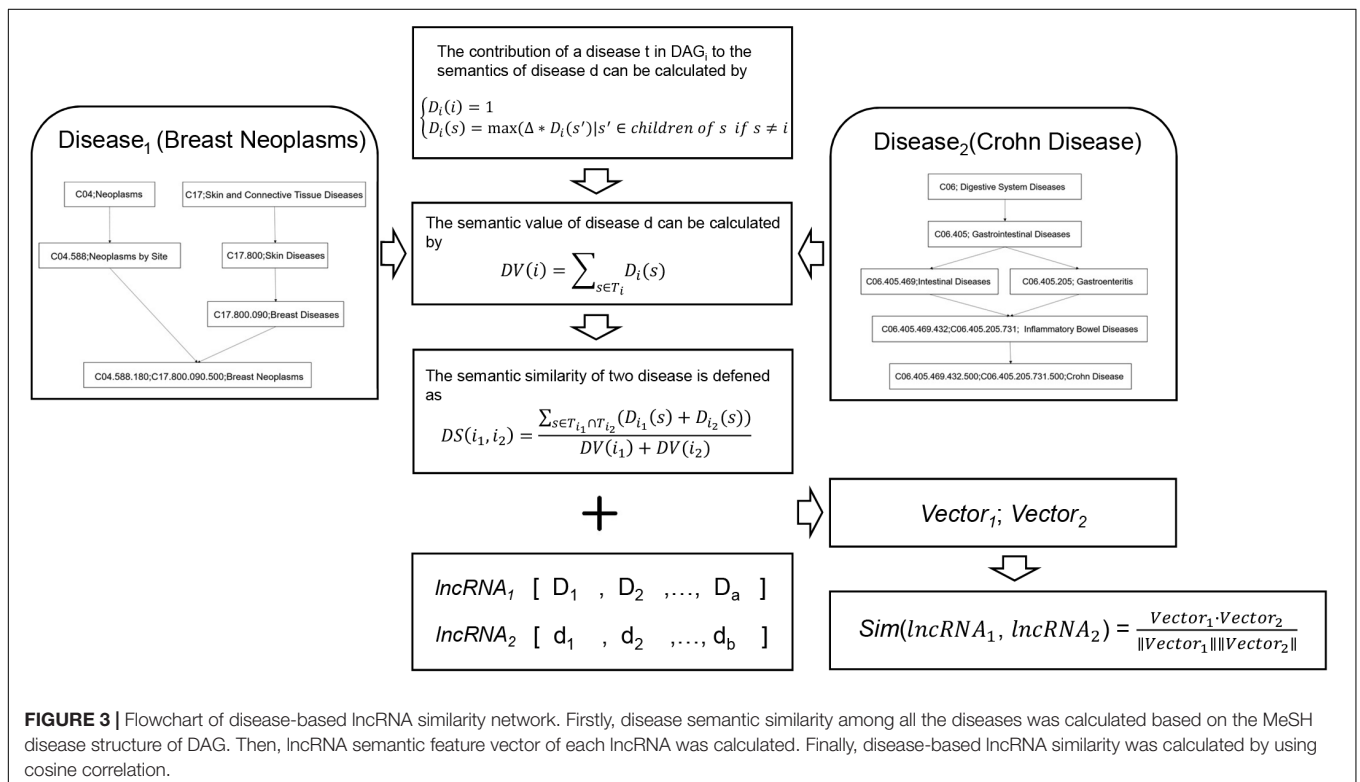 The contribution of a disease t in DAGᵢ to the
semantics of disease d can be calculated by
{Dᵢ(i) = 1
{Dᵢ(s) = max(Δ * Dᵢ(s′)|s′ ∈ children of s if s ≠ i
Disease₁ (Breast Neoplasms)
C04;Neoplasms
C17;Skin and Connective Tissue Diseases
C04.588;Neoplasms by Site
C17.800;Skin Diseases
C17.800.090;Breast Diseases
C04.588.180;C17.800.090.500;Breast Neoplasms
The semantic value of disease d can be calculated
by
DV(i) = ∑_{s∈Tᵢ} Dᵢ(s)
Disease₂(Crohn Disease)
C06; Digestive System Diseases
C06.405; Gastrointestinal Diseases
C06.405.469;Intestinal Diseases
C06.405.205; Gastroenteritis
C06.405.469.432;C06.405.205.731; Inflammatory Bowel Diseases
C06.405.469.432.500;C06.405.205.731.500;Crohn Disease
The semantic similarity of two disease is defened
as
DS(i₁, i₂) = ∑_{s∈T_{i₁}∩T_{i₂}}(D_{i₁}(s) + D_{i₂}(s)) / DV(i₁) + DV(i₂)
+
lncRNA₁ [ D₁ , D₂ ,..., Dₐ ]
lncRNA₂ [ d₁ , d₂ ,..., d_b ]
Vector₁; Vector₂
Sim(lncRNA₁, lncRNA₂) = Vector₁·Vector₂ / ‖Vector₁‖‖Vector₂‖
FIGURE 3 | Flowchart of disease-based lncRNA similarity network. Firstly, disease semantic similarity among all the diseases was calculated based on the MeSH
disease structure of DAG. Then, lncRNA semantic feature vector of each lncRNA was calculated. Finally, disease-based lncRNA similarity was calculated by using
cosine correlation.